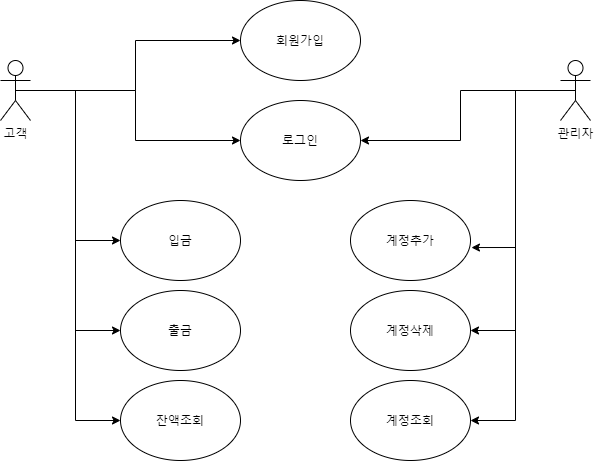 회원가입
고객
로그인
관리자
입금
계정추가
출금
계정삭제
잔액조회
계정조회